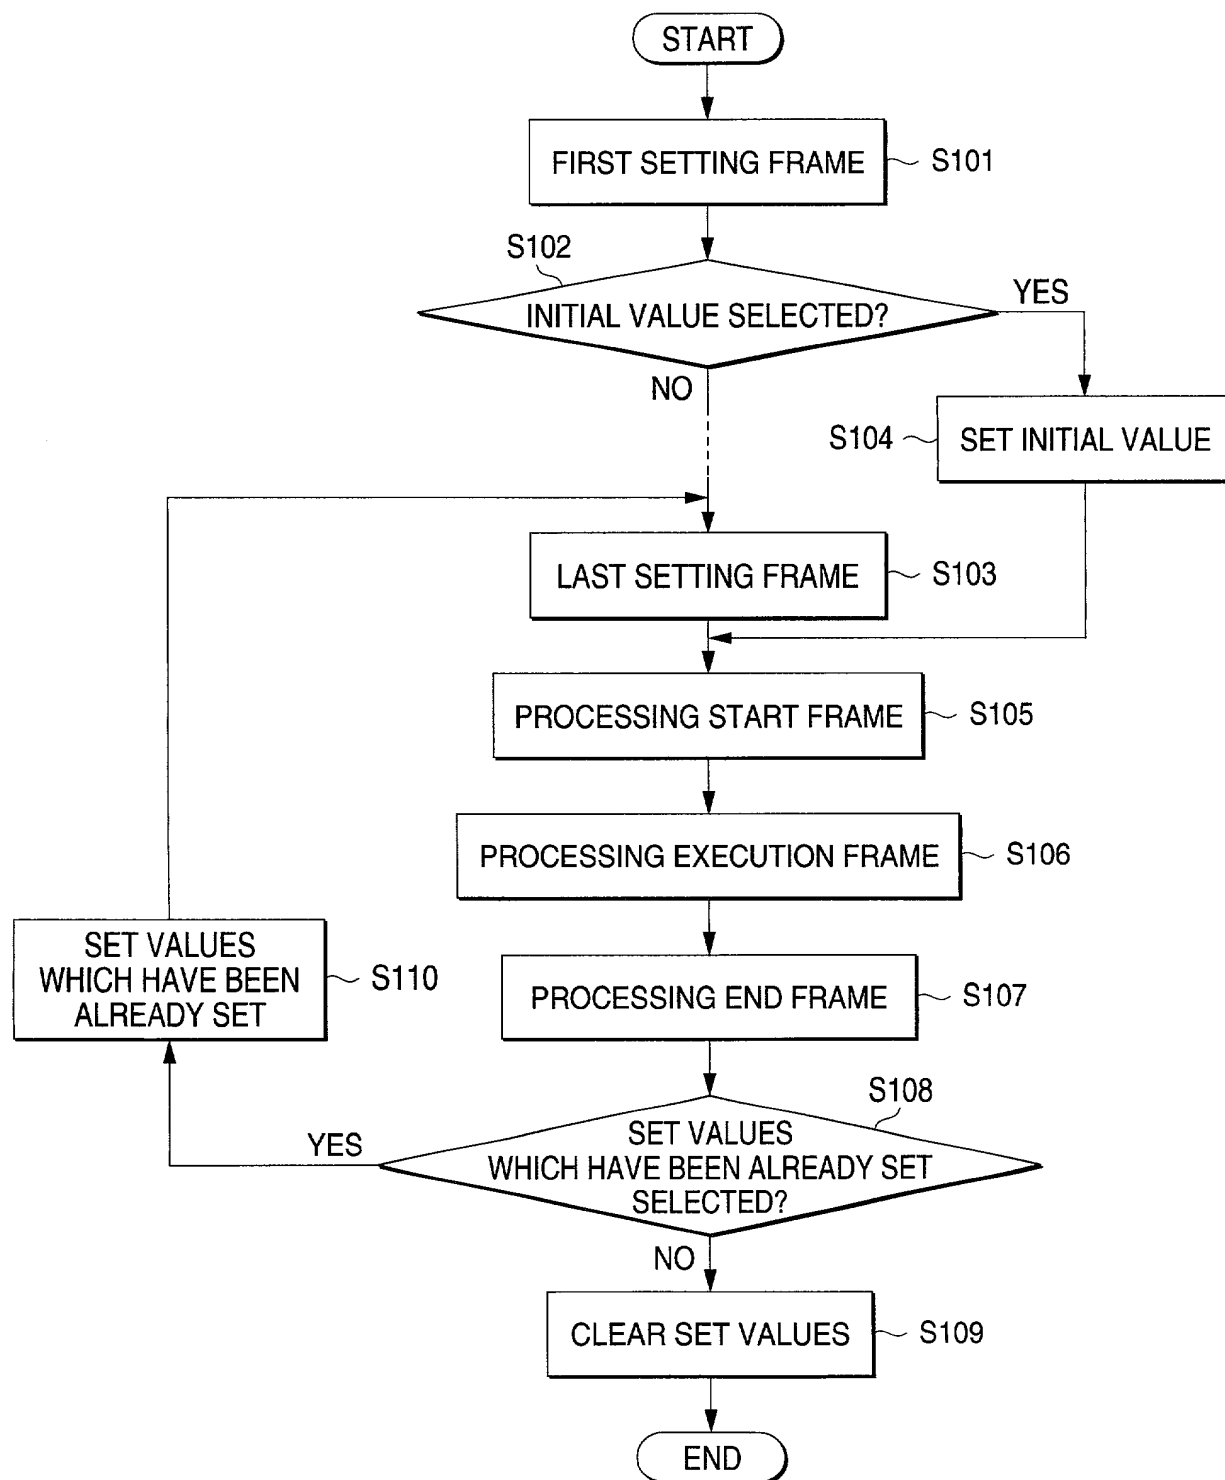 START
FIRST SETTING FRAME
S101
S102
INITIAL VALUE SELECTED?
YES
NO
S104
SET INITIAL VALUE
LAST SETTING FRAME
S103
PROCESSING START FRAME
S105
PROCESSING EXECUTION FRAME
S106
SET VALUES
WHICH HAVE BEEN
ALREADY SET
S110
PROCESSING END FRAME
S107
S108
SET VALUES
WHICH HAVE BEEN ALREADY SET
SELECTED?
YES
NO
CLEAR SET VALUES
S109
END